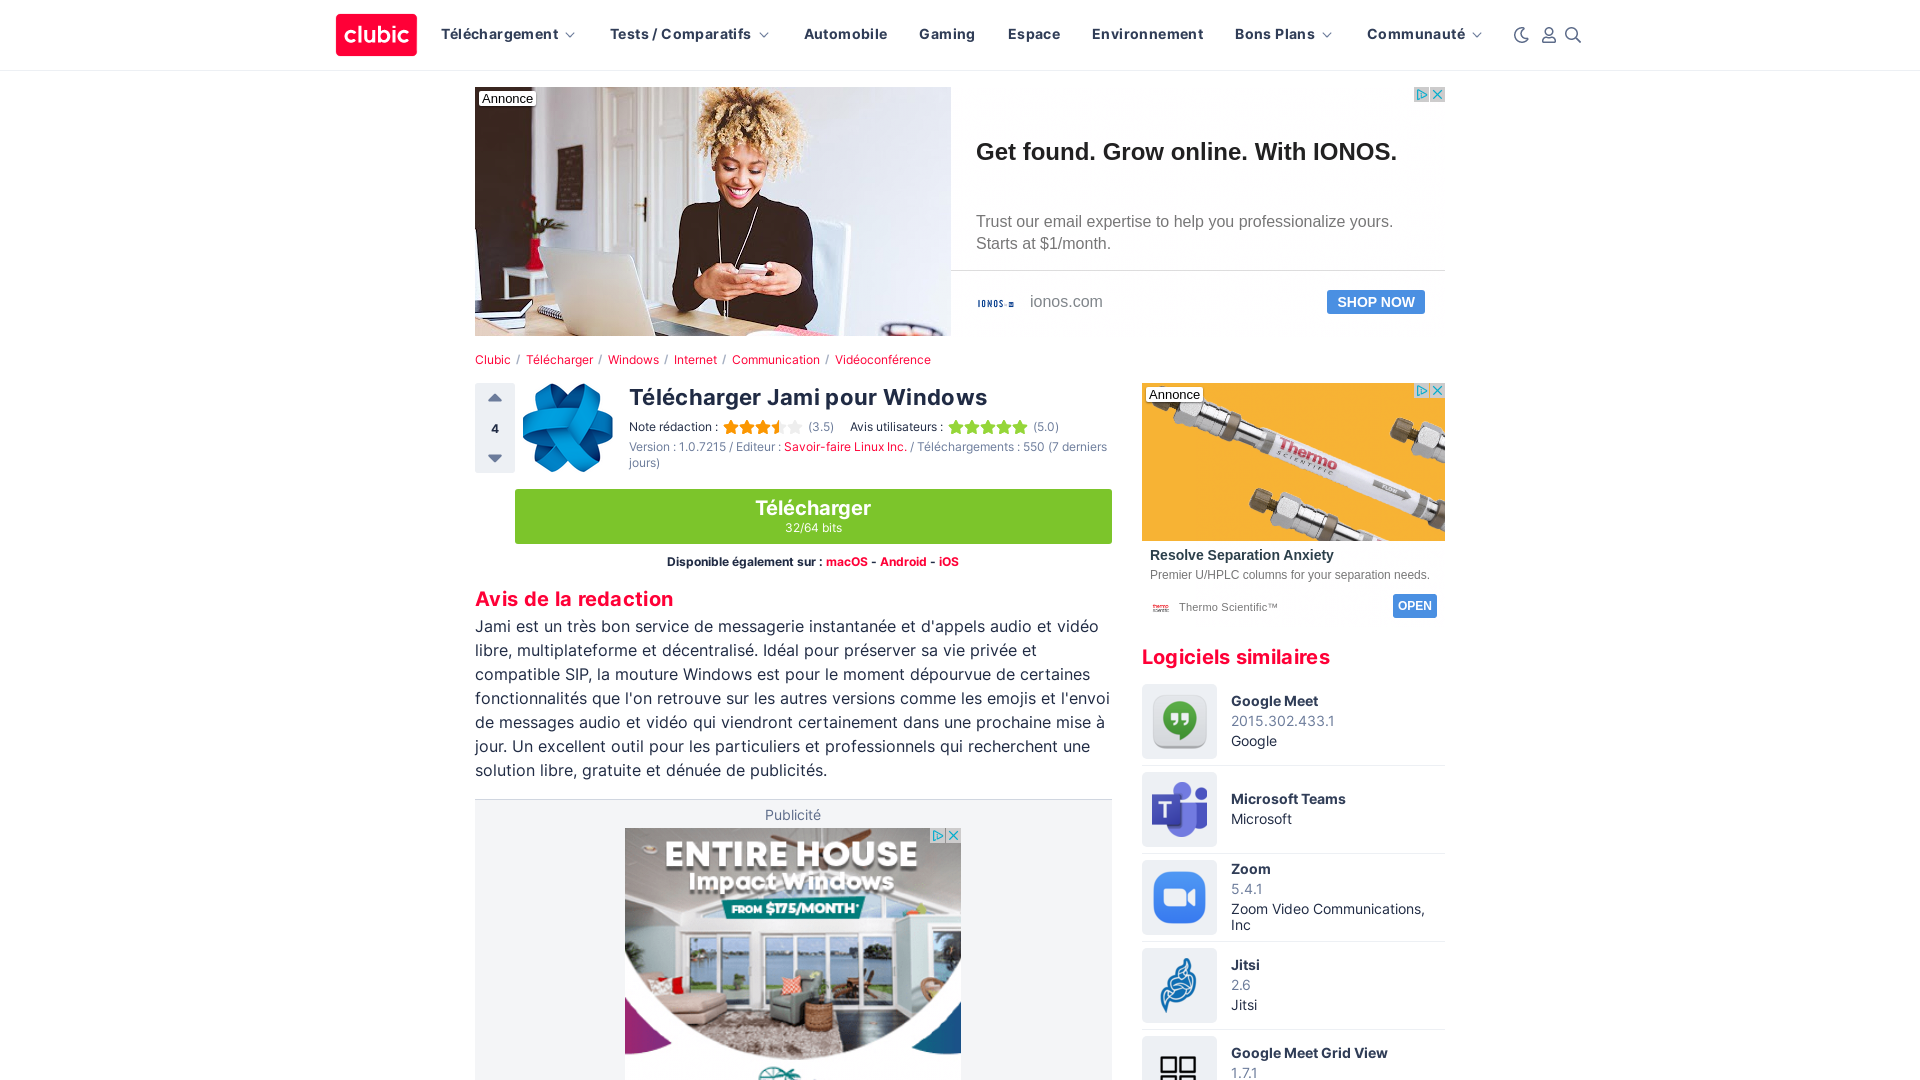 clubic
Téléchargement
Tests / Comparatifs
Automobile
Gaming
Espace
Environnement
Bons Plans
Communauté
Annonce
Get found. Grow online. With IONOS.
Trust our email expertise to help you professionalize yours.
Starts at $1/month.
IONOS
ionos.com
SHOP NOW
Clubic / Télécharger / Windows / Internet / Communication / Vidéoconférence
4
Télécharger Jami pour Windows
Note rédaction : (3.5) Avis utilisateurs : (5.0)
Version : 1.0.7215 / Editeur : Savoir-faire Linux Inc. / Téléchargements : 550 (7 derniers
jours)
Télécharger
32/64 bits
Disponible également sur : macOS - Android - iOS
Avis de la redaction
Jami est un très bon service de messagerie instantanée et d'appels audio et vidéo
libre, multiplateforme et décentralisé. Idéal pour préserver sa vie privée et
compatible SIP, la mouture Windows est pour le moment dépourvue de certaines
fonctionnalités que l'on retrouve sur les autres versions comme les emojis et l'envoi
de messages audio et vidéo qui viendront certainement dans une prochaine mise à
jour. Un excellent outil pour les particuliers et professionnels qui recherchent une
solution libre, gratuite et dénuée de publicités.
Publicité
ENTIRE HOUSE
Impact Windows
FROM $175/MONTH*
Annonce
Thermo
SCIENTIFIC
FLOW
Resolve Separation Anxiety
Premier U/HPLC columns for your separation needs.
thermo
scientific
Thermo Scientific™
OPEN
Logiciels similaires
Google Meet
2015.302.433.1
Google
T
Microsoft Teams
Microsoft
Zoom
5.4.1
Zoom Video Communications,
Inc
Jitsi
2.6
Jitsi
Google Meet Grid View
1.7.1